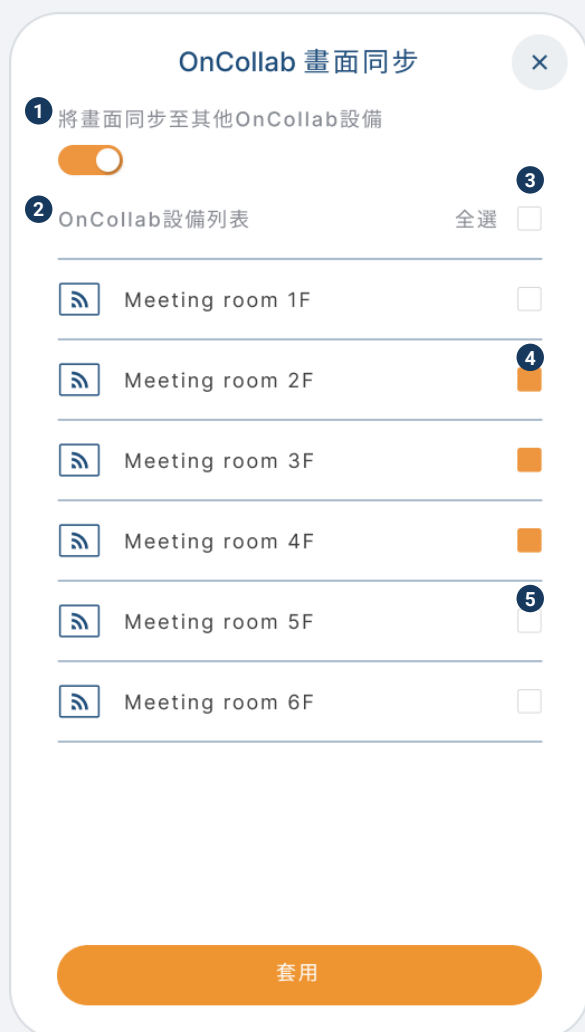 OnCollab 畫面同步
×
1
將畫面同步至其他OnCollab設備
3
2
OnCollab設備列表 全選
Meeting room 1F
4
Meeting room 2F
Meeting room 3F
Meeting room 4F
5
Meeting room 5F
Meeting room 6F
套用